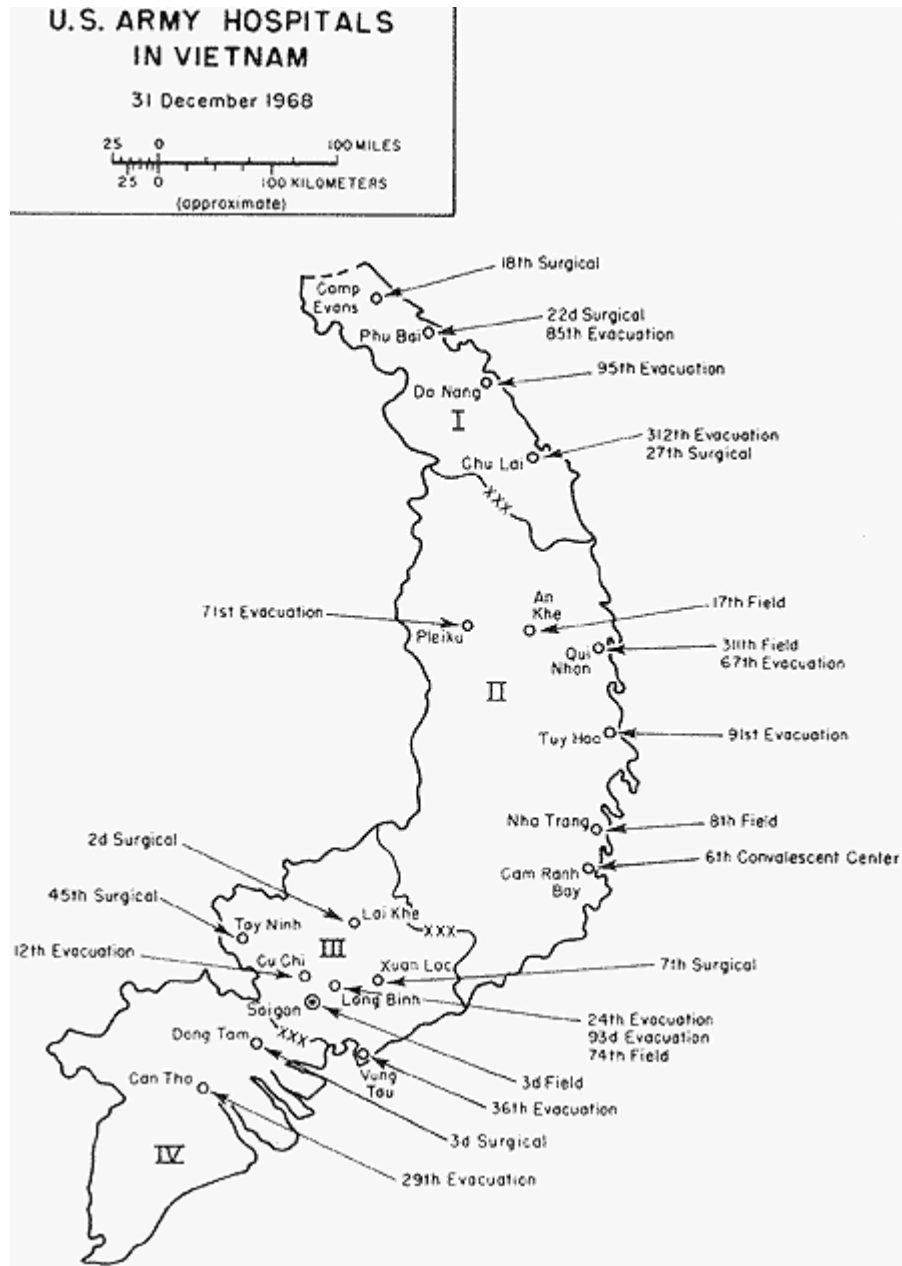 U.S. ARMY HOSPITALS
IN VIETNAM
31 December 1968
25 0 100 MILES
25 0 100 KILOMETERS
(approximate)
18th Surgical
Camp
Evans
22d Surgical
85th Evacuation
Phu Bai
95th Evacuation
Da Nang
I
312th Evacuation
27th Surgical
Chu Lai
XXX
An
Khe
17th Field
71st Evacuation
Pleiku
311th Field
67th Evacuation
Qui
Nhon
II
Tuy Hoa
91st Evacuation
Nha Trang
8th Field
2d Surgical
6th Convalescent Center
Cam Ranh
Bay
45th Surgical
Lai Khe
Tay Ninh
XXX
III
12th Evacuation
Cu Chi
Xuan Loc
7th Surgical
Long Binh
Saigon
24th Evacuation
93d Evacuation
74th Field
XXX
Dong Tam
Vung
Tau
3d Field
Can Tho
36th Evacuation
3d Surgical
IV
29th Evacuation